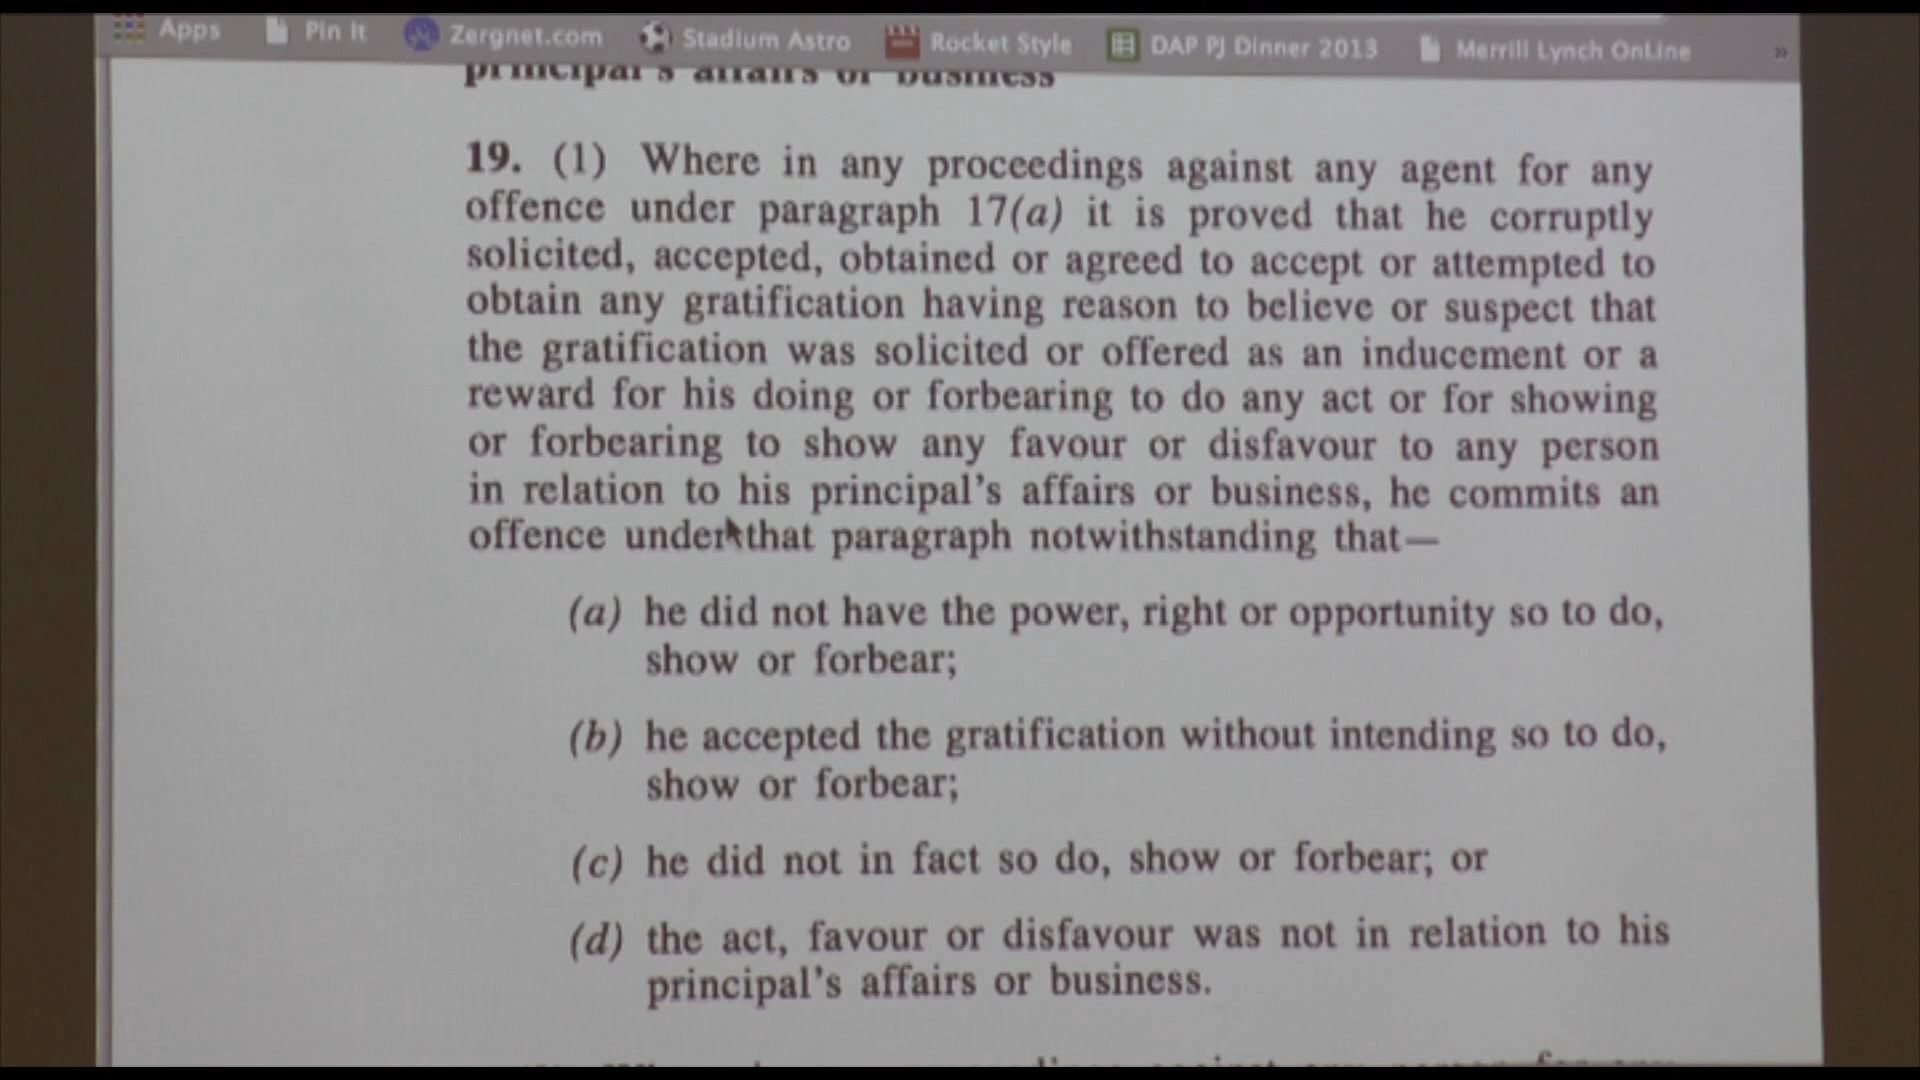 Apps Pin It Zergnet.com Stadium Astro Rocket Style DAP PJ Dinner 2013 Merrill Lynch OnLine »
principal's affairs or business
19. (1) Where in any proceedings against any agent for any
offence under paragraph 17(a) it is proved that he corruptly
solicited, accepted, obtained or agreed to accept or attempted to
obtain any gratification having reason to believe or suspect that
the gratification was solicited or offered as an inducement or a
reward for his doing or forbearing to do any act or for showing
or forbearing to show any favour or disfavour to any person
in relation to his principal's affairs or business, he commits an
offence under that paragraph notwithstanding that—
(a) he did not have the power, right or opportunity so to do,
show or forbear;
(b) he accepted the gratification without intending so to do,
show or forbear;
(c) he did not in fact so do, show or forbear; or
(d) the act, favour or disfavour was not in relation to his
principal's affairs or business.